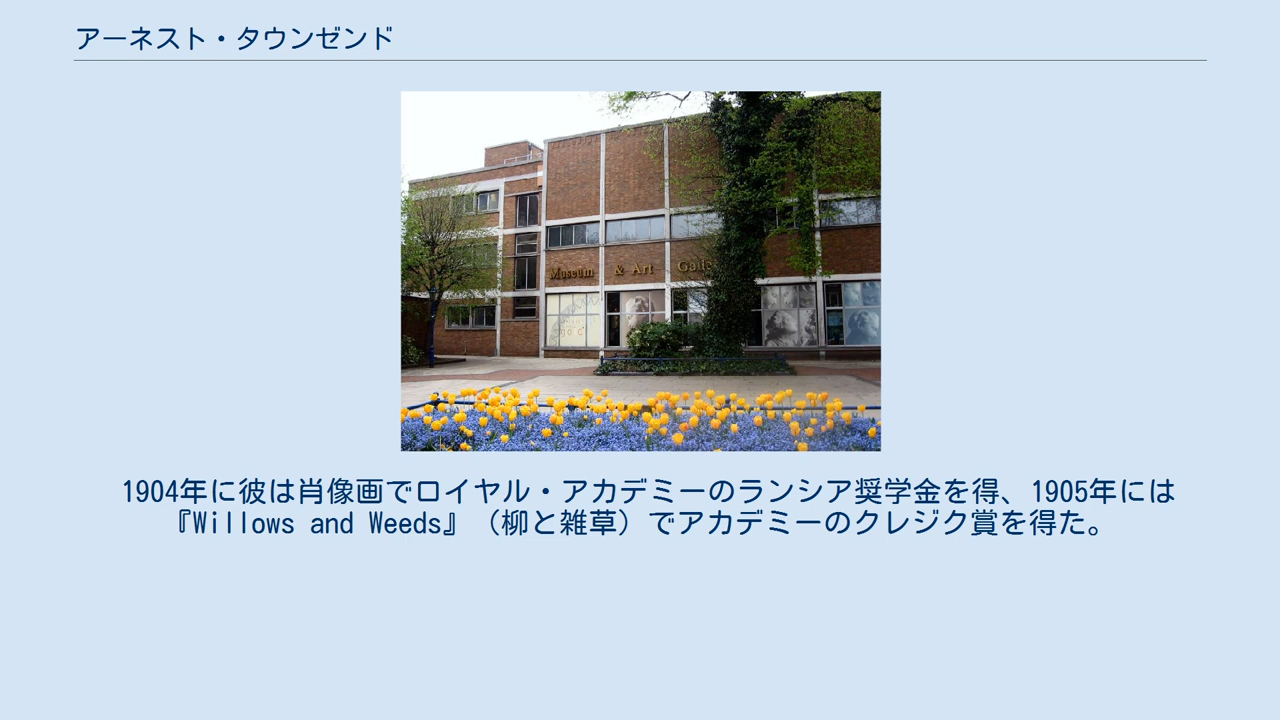 アーネスト・タウンゼンド
Museum & Art
1904年に彼は肖像画でロイヤル・アカデミーのランシア奨学金を得、1905年には
『Willows and Weeds』（柳と雑草）でアカデミーのクレジク賞を得た。